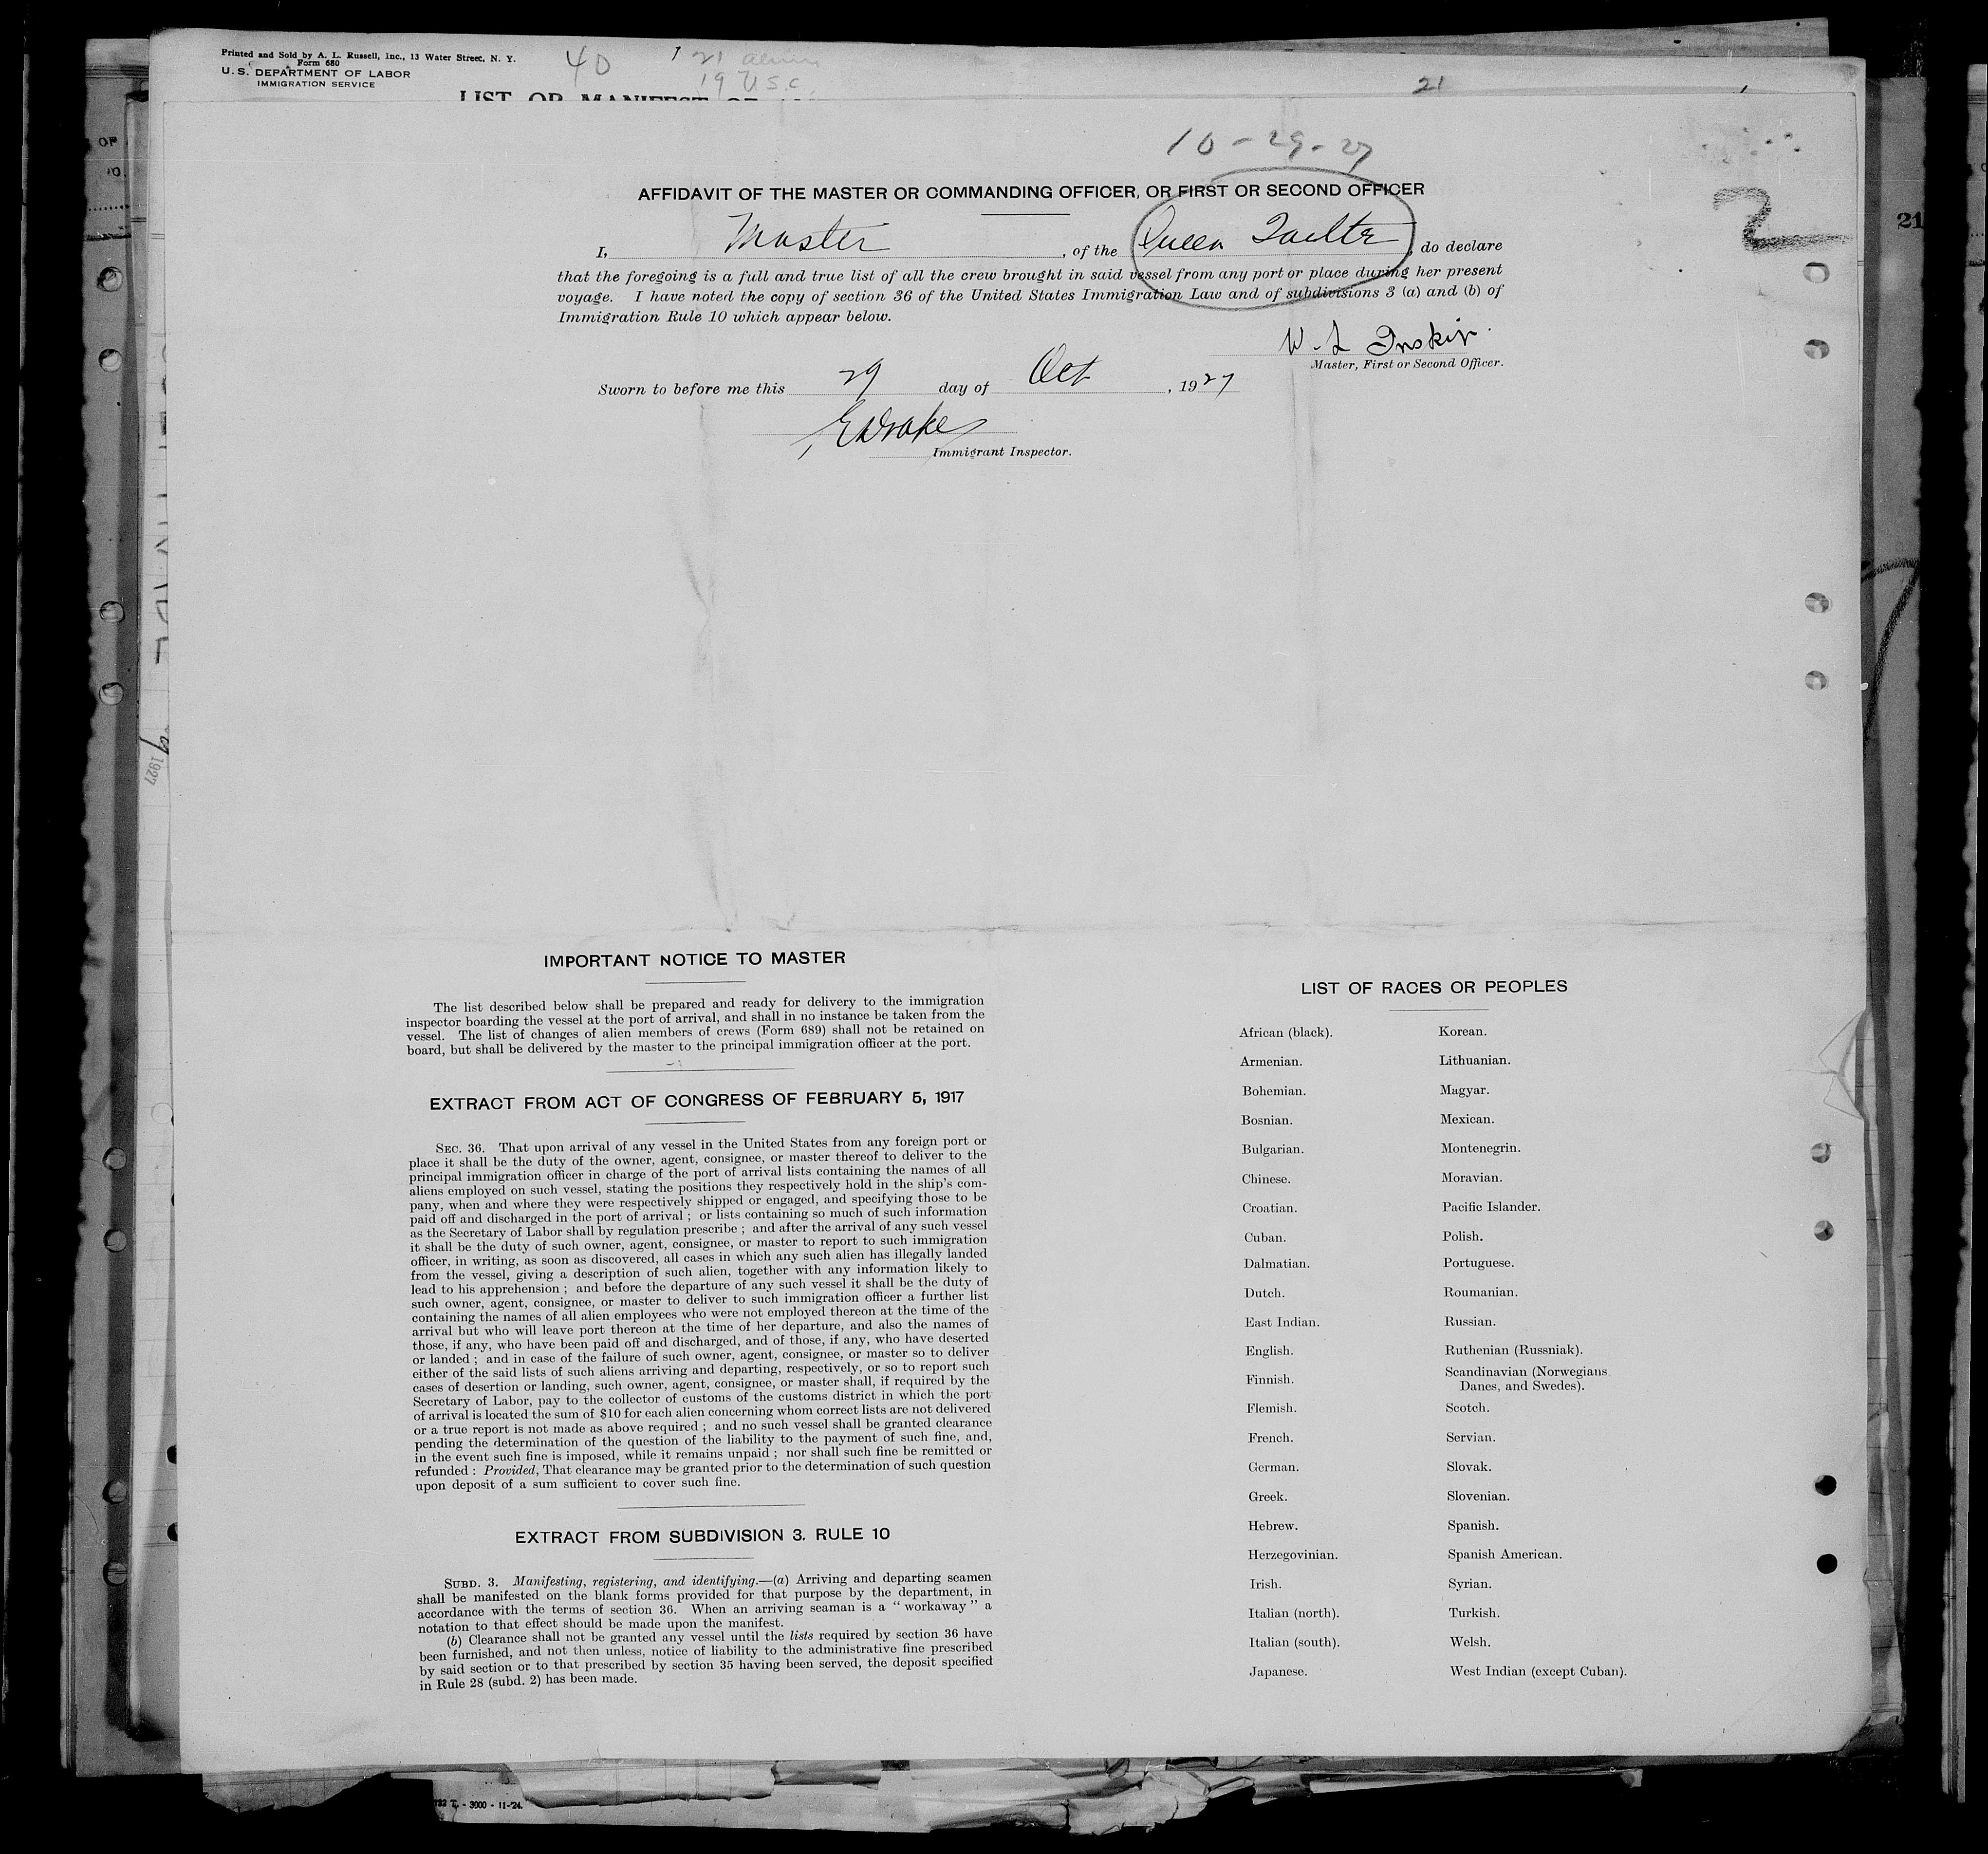 Printed and Sold by A. L. Russell, Inc., 13 Water Street, N. Y.
Form 680
U. S. DEPARTMENT OF LABOR
IMMIGRATION SERVICE
40
21
19 U.S.C.
21
LIST OR MANIFEST OF
OF
21
10-29-27
2
AFFIDAVIT OF THE MASTER OR COMMANDING OFFICER, OR FIRST OR SECOND OFFICER
I, Master, of the Queen, do declare
that the foregoing is a full and true list of all the crew brought in said vessel from any port or place during her present
voyage. I have noted the copy of section 36 of the United States Immigration Law and of subdivisions 3 (a) and (b) of
Immigration Rule 10 which appear below.
W. L. Inskip.
Master, First or Second Officer.
Sworn to before me this 29 day of Oct, 1927
E Drake
Immigrant Inspector.
1927
IMPORTANT NOTICE TO MASTER
The list described below shall be prepared and ready for delivery to the immigration
inspector boarding the vessel at the port of arrival, and shall in no instance be taken from the
vessel. The list of changes of alien members of crews (Form 689) shall not be retained on
board, but shall be delivered by the master to the principal immigration officer at the port.
EXTRACT FROM ACT OF CONGRESS OF FEBRUARY 5, 1917
SEC. 36. That upon arrival of any vessel in the United States from any foreign port or
place it shall be the duty of the owner, agent, consignee, or master thereof to deliver to the
principal immigration officer in charge of the port of arrival lists containing the names of all
aliens employed on such vessel, stating the positions they respectively hold in the ship's com-
pany, when and where they were respectively shipped or engaged, and specifying those to be
paid off and discharged in the port of arrival; or lists containing so much of such information
as the Secretary of Labor shall by regulation prescribe; and after the arrival of any such vessel
it shall be the duty of such owner, agent, consignee, or master to report to such immigration
officer, in writing, as soon as discovered, all cases in which any such alien has illegally landed
from the vessel, giving a description of such alien, together with any information likely to
lead to his apprehension; and before the departure of any such vessel it shall be the duty of
such owner, agent, consignee, or master to deliver to such immigration officer a further list
containing the names of all alien employees who were not employed thereon at the time of the
arrival but who will leave port thereon at the time of her departure, and also the names of
those, if any, who have been paid off and discharged, and of those, if any, who have deserted
or landed; and in case of the failure of such owner, agent, consignee, or master so to deliver
either of the said lists of such aliens arriving and departing, respectively, or so to report such
cases of desertion or landing, such owner, agent, consignee, or master shall, if required by the
Secretary of Labor, pay to the collector of customs of the customs district in which the port
of arrival is located the sum of $10 for each alien concerning whom correct lists are not delivered
or a true report is not made as above required; and no such vessel shall be granted clearance
pending the determination of the question of the liability to the payment of such fine, and,
in the event such fine is imposed, while it remains unpaid; nor shall such fine be remitted or
refunded: Provided, That clearance may be granted prior to the determination of such question
upon deposit of a sum sufficient to cover such fine.
EXTRACT FROM SUBDIVISION 3. RULE 10
SUBD. 3. Manifesting, registering, and identifying.—(a) Arriving and departing seamen
shall be manifested on the blank forms provided for that purpose by the department, in
accordance with the terms of section 36. When an arriving seaman is a "workaway" a
notation to that effect should be made upon the manifest.
(b) Clearance shall not be granted any vessel until the lists required by section 36 have
been furnished, and not then unless, notice of liability to the administrative fine prescribed
by said section or to that prescribed by section 35 having been served, the deposit specified
in Rule 28 (subd. 2) has been made.
LIST OF RACES OR PEOPLES
African (black). Korean.
Armenian. Lithuanian.
Bohemian. Magyar.
Bosnian. Mexican.
Bulgarian. Montenegrin.
Chinese. Moravian.
Croatian. Pacific Islander.
Cuban. Polish.
Dalmatian. Portuguese.
Dutch. Roumanian.
East Indian. Russian.
English. Ruthenian (Russniak).
Finnish. Scandinavian (Norwegians
Danes, and Swedes).
Flemish. Scotch.
French. Servian.
German. Slovak.
Greek. Slovenian.
Hebrew. Spanish.
Herzegovinian. Spanish American.
Irish. Syrian.
Italian (north). Turkish.
Italian (south). Welsh.
Japanese. West Indian (except Cuban).
T. - 3000 - 11-'24.